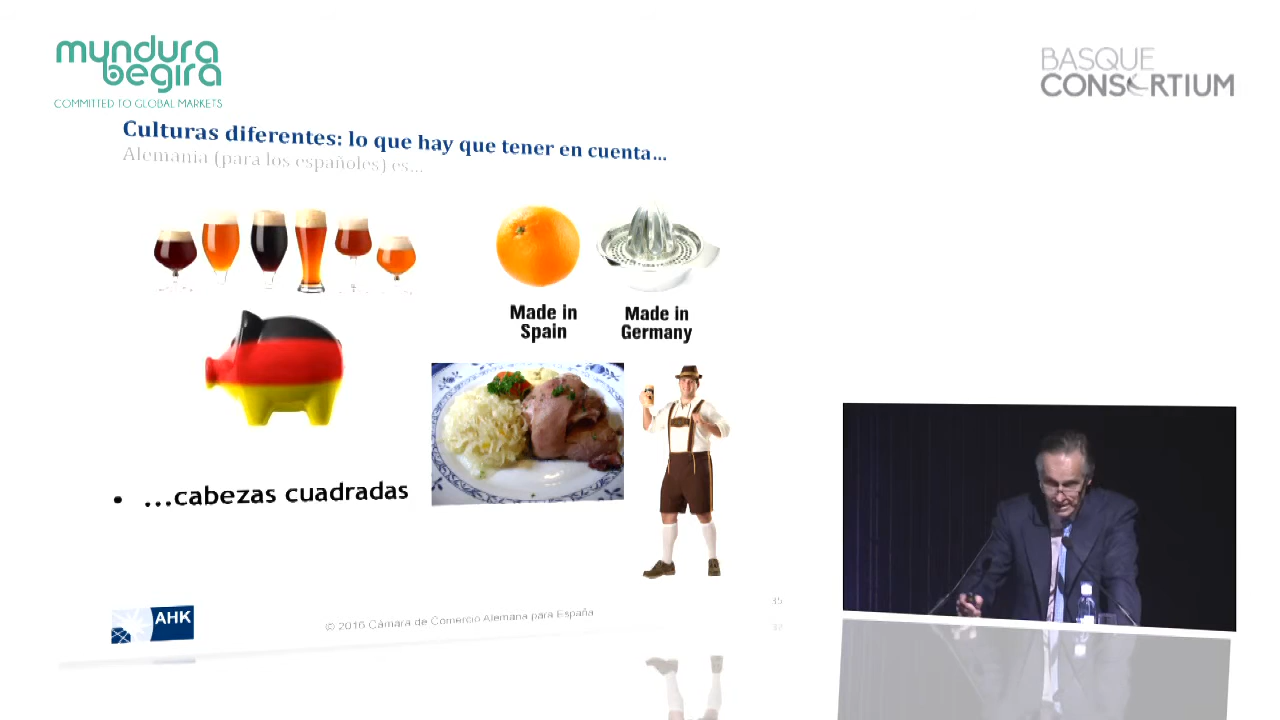 mundura
begira
COMMITTED TO GLOBAL MARKETS
BASQUE
CONSORTIUM
Culturas diferentes: lo que hay que tener en cuenta...
Alemania (para los españoles) es...
Made in
Spain
Made in
Germany
• ...cabezas cuadradas
AHK
© 2016 Cámara de Comercio Alemana para España
35
37